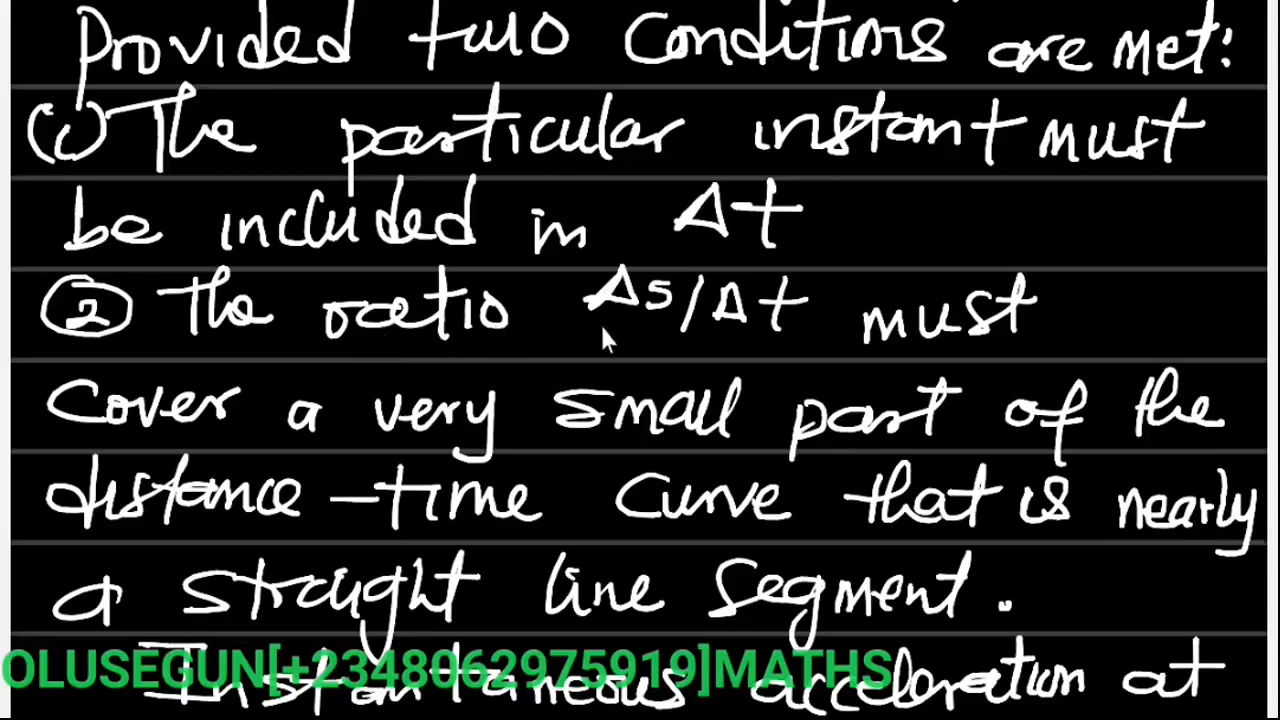 Provided two conditions are met:
(i) The particular instant must
be included in Δt
② The ratio Δs/Δt must
Cover a very small part of the
distance-time curve that is nearly
a straight line segment.
Instantaneous acceleration at
OLUSEGUN[+2348062975919]MATHS